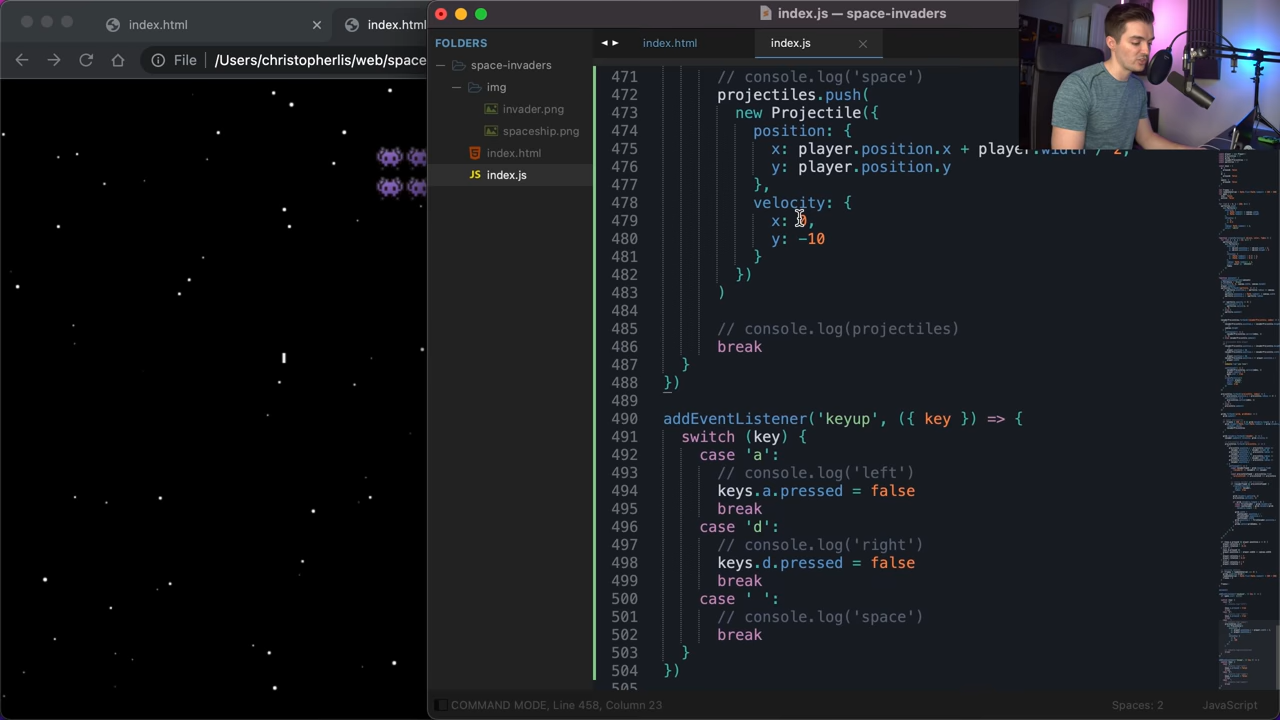 index.html
index.html
File
/Users/christopherlis/web/space
index.js — space-invaders
FOLDERS
space-invaders
img
invader.png
spaceship.png
index.html
JS index.js
index.html
index.js
471 // console.log('space')
472 projectiles.push(
473 new Projectile({
474 position: {
475 x: player.position.x + player.width / 2,
476 y: player.position.y
477 },
478 velocity: {
479 x: 0,
480 y: -10
481 }
482 })
483 )
484
485 // console.log(projectiles)
486 break
487 }
488 })
489
490 addEventListener('keyup', ({ key }) => {
491 switch (key) {
492 case 'a':
493 // console.log('left')
494 keys.a.pressed = false
495 break
496 case 'd':
497 // console.log('right')
498 keys.d.pressed = false
499 break
500 case ' ':
501 // console.log('space')
502 break
503 }
504 })
505
COMMAND MODE, Line 458, Column 23
Spaces: 2
JavaScript